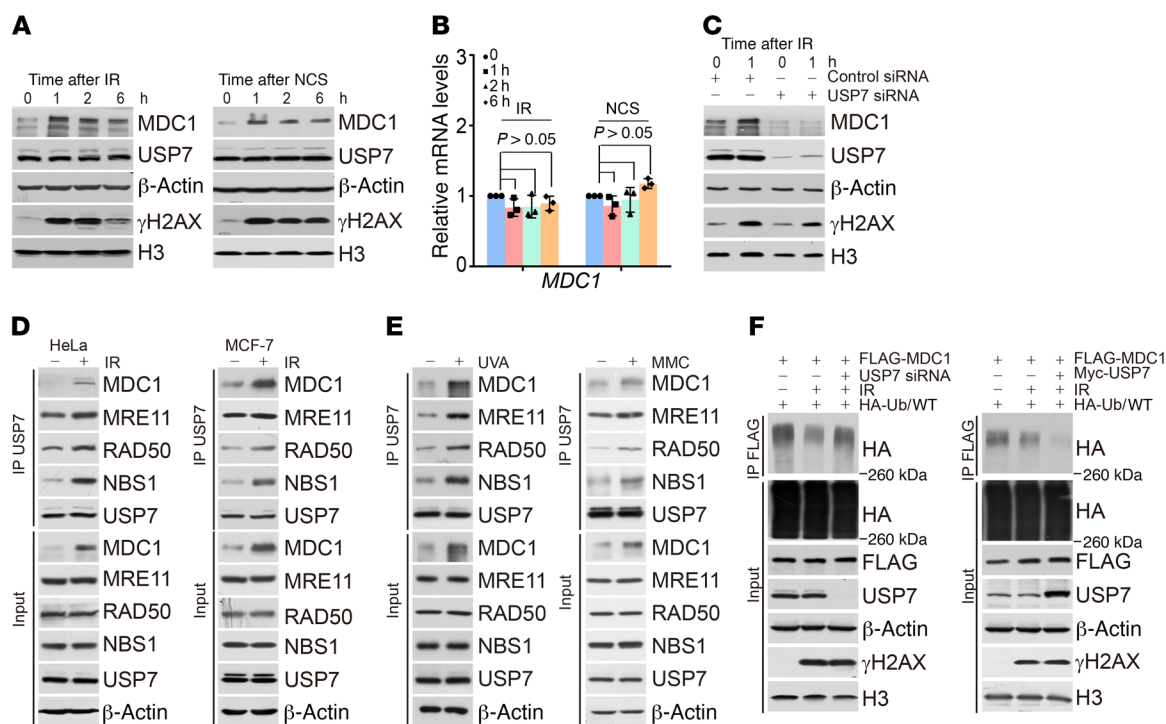 A
Time after IR
0 1 2 6 h
MDC1
USP7
β-Actin
γH2AX
H3
Time after NCS
0 1 2 6 h
MDC1
USP7
β-Actin
γH2AX
H3
B
Relative mRNA levels
3
2
1
0
0
1 h
2 h
6 h
IR
P > 0.05
NCS
P > 0.05
MDC1
C
Time after IR
0 1 0 1 h
+ + – – Control siRNA
– – + + USP7 siRNA
MDC1
USP7
β-Actin
γH2AX
H3
D
HeLa
– + IR
IP USP7
MDC1
MRE11
RAD50
NBS1
USP7
Input
MDC1
MRE11
RAD50
NBS1
USP7
β-Actin
MCF-7
– + IR
IP USP7
MDC1
MRE11
RAD50
NBS1
USP7
Input
MDC1
MRE11
RAD50
NBS1
USP7
β-Actin
E
– + UVA
IP USP7
MDC1
MRE11
RAD50
NBS1
USP7
Input
MDC1
MRE11
RAD50
NBS1
USP7
β-Actin
– + MMC
IP USP7
MDC1
MRE11
RAD50
NBS1
USP7
Input
MDC1
MRE11
RAD50
NBS1
USP7
β-Actin
F
+ + + FLAG-MDC1
– – + USP7 siRNA
– + + IR
+ + + HA-Ub/WT
IP FLAG
HA
–260 kDa
Input
HA
–260 kDa
FLAG
USP7
β-Actin
γH2AX
H3
+ + + FLAG-MDC1
– – + Myc-USP7
– + + IR
+ + + HA-Ub/WT
IP FLAG
HA
–260 kDa
Input
HA
–260 kDa
FLAG
USP7
β-Actin
γH2AX
H3